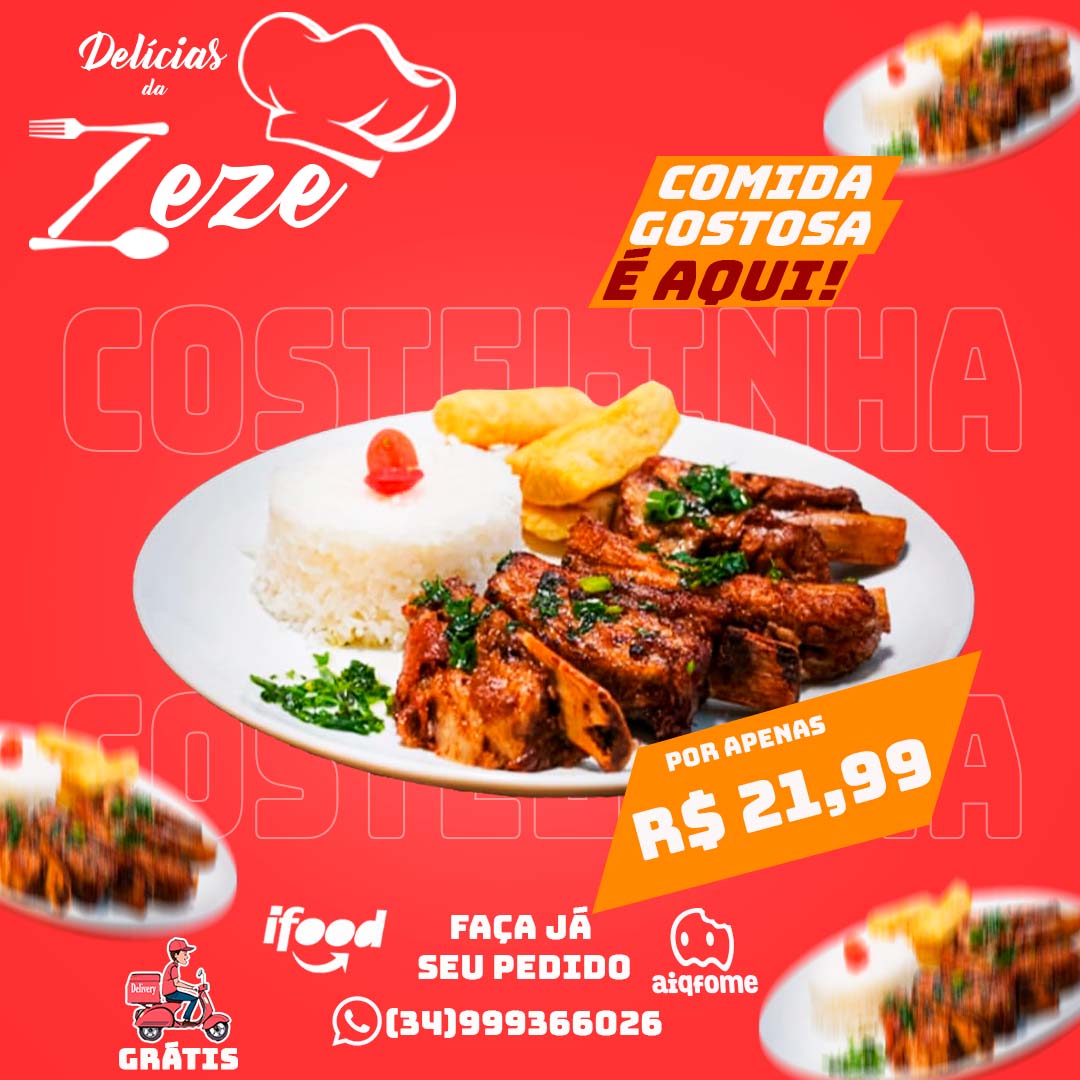 Delícias
da
Zeze
COMIDA
GOSTOSA
É AQUI!
COSTELINHA
COSTELINHA
POR APENAS
R$ 21,99
ifood
FAÇA JÁ
SEU PEDIDO
aiqfome
Delivery
(34)999366026
GRÁTIS